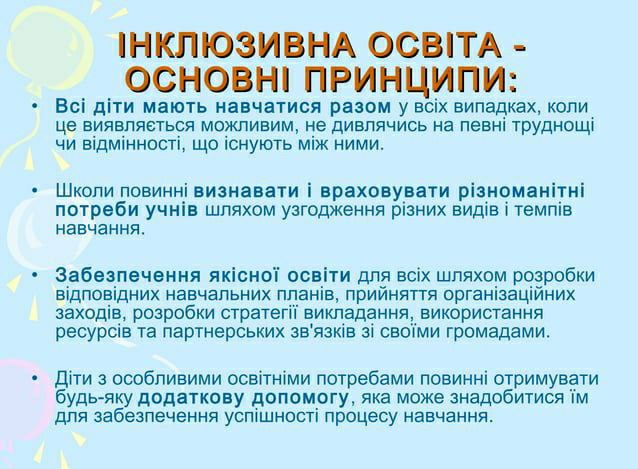 ІНКЛЮЗИВНА ОСВІТА -
ОСНОВНІ ПРИНЦИПИ:
• Всі діти мають навчатися разом у всіх випадках, коли
це виявляється можливим, не дивлячись на певні труднощі
чи відмінності, що існують між ними.
• Школи повинні визнавати і враховувати різноманітні
потреби учнів шляхом узгодження різних видів і темпів
навчання.
• Забезпечення якісної освіти для всіх шляхом розробки
відповідних навчальних планів, прийняття організаційних
заходів, розробки стратегії викладання, використання
ресурсів та партнерських зв'язків зі своїми громадами.
• Діти з особливими освітніми потребами повинні отримувати
будь-яку додаткову допомогу, яка може знадобитися їм
для забезпечення успішності процесу навчання.